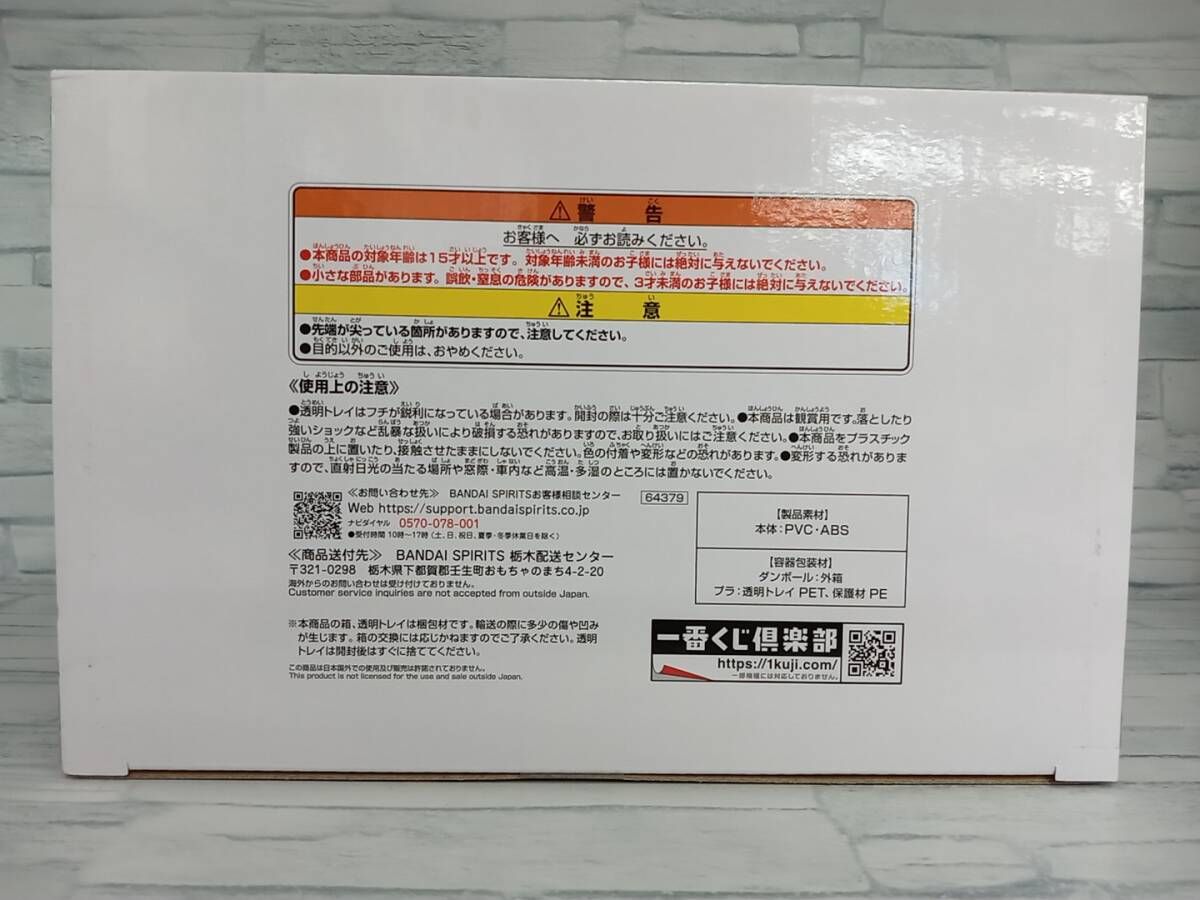 ⚠警 告
お客様へ 必ずお読みください。
●本商品の対象年齢は15才以上です。対象年齢未満のお子様には絶対に与えないでください。
●小さな部品があります。誤飲・窒息の危険がありますので、3才未満のお子様には絶対に与えないでください。
⚠注 意
●先端が尖っている箇所がありますので、注意してください。
●目的以外のご使用は、おやめください。
《使用上の注意》
●透明トレイはフチが鋭利になっている場合があります。開封の際は十分ご注意ください。●本商品は観賞用です。落としたり
強いショックなど乱暴な扱いにより破損する恐れがありますので、お取り扱いにはご注意ください。●本商品をプラスチック
製品の上に置いたり、接触させたままにしないでください。色の付着や変形などの恐れがあります。●変形する恐れがありま
すので、直射日光の当たる場所や窓際・車内など高温・多湿のところには置かないでください。
≪お問い合わせ先≫ BANDAI SPIRITSお客様相談センター
Web https://support.bandaispirits.co.jp
ナビダイヤル 0570-078-001
●受付時間 10時〜17時(土、日、祝日、夏季・冬季休業日を除く)
≪商品送付先≫ BANDAI SPIRITS 栃木配送センター
〒321-0298 栃木県下都賀郡壬生町おもちゃのまち4-2-20
海外からのお問い合わせは受け付けておりません。
Customer service inquiries are not accepted from outside Japan.
※本商品の箱、透明トレイは梱包材です。輸送の際に多少の傷や凹み
が生じます。箱の交換には応じかねますのでご了承ください。透明
トレイは開封後はすぐに捨ててください。
この商品は日本国外での使用及び販売は許諾されておりません。
This product is not licensed for the use and sale outside Japan.
64379
【製品素材】
本体:PVC・ABS
【容器包装材】
ダンボール:外箱
プラ:透明トレイ PET、保護材 PE
一番くじ倶楽部
https://1kuji.com/
一部機種には対応しておりません。